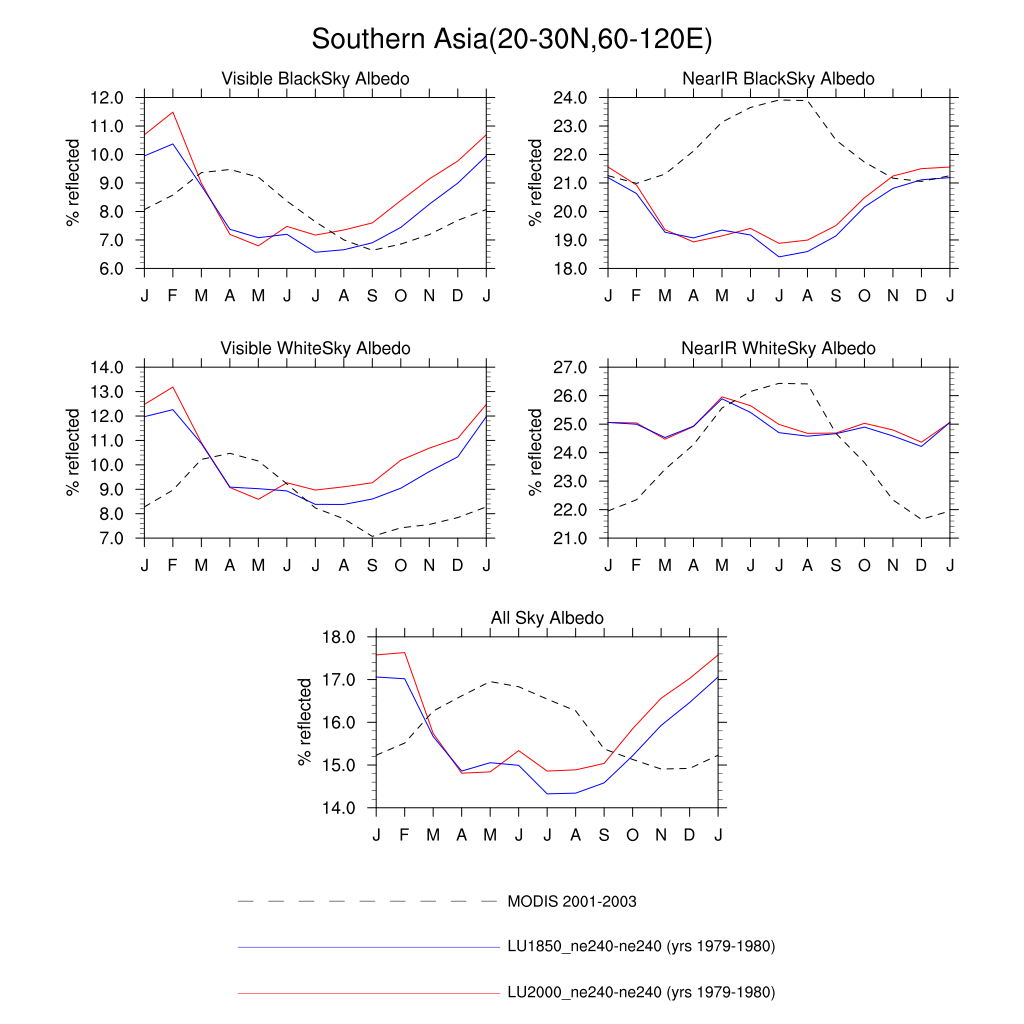 Southern Asia(20-30N,60-120E)
Visible BlackSky Albedo
12.0
11.0
10.0
9.0
8.0
7.0
6.0
% reflected
J F M A M J J A S O N D J
NearIR BlackSky Albedo
24.0
23.0
22.0
21.0
20.0
19.0
18.0
% reflected
J F M A M J J A S O N D J
Visible WhiteSky Albedo
14.0
13.0
12.0
11.0
10.0
9.0
8.0
7.0
% reflected
J F M A M J J A S O N D J
NearIR WhiteSky Albedo
27.0
26.0
25.0
24.0
23.0
22.0
21.0
% reflected
J F M A M J J A S O N D J
All Sky Albedo
18.0
17.0
16.0
15.0
14.0
% reflected
J F M A M J J A S O N D J
MODIS 2001-2003
LU1850_ne240-ne240 (yrs 1979-1980)
LU2000_ne240-ne240 (yrs 1979-1980)